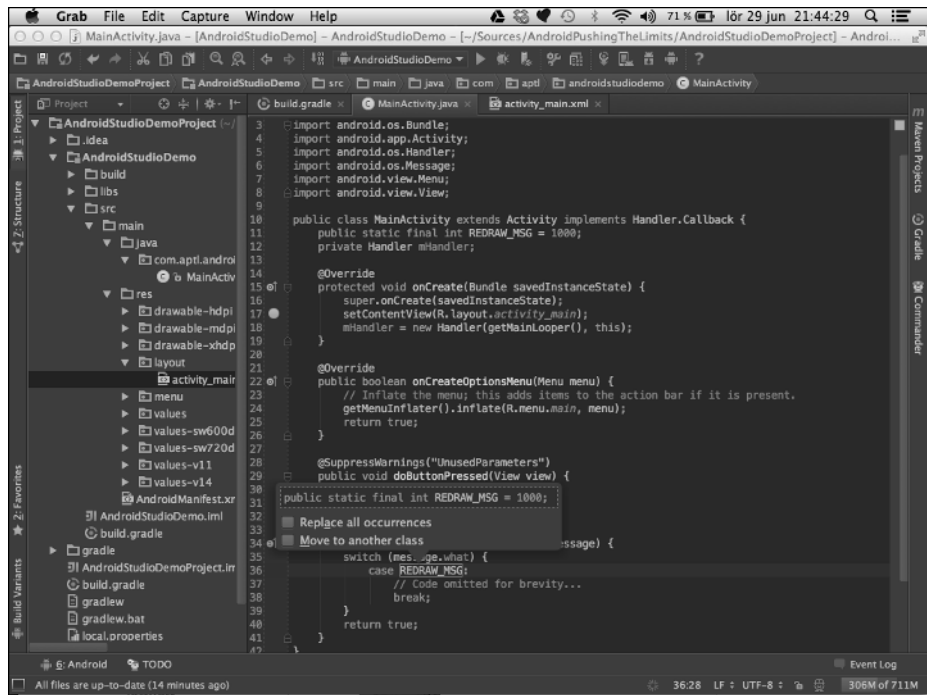 Grab File Edit Capture Window Help 71 % lör 29 jun 21:44:29
MainActivity.java – [AndroidStudioDemo] – AndroidStudioDemo – [~/Sources/AndroidPushingTheLimits/AndroidStudioDemoProject] – Androi...
AndroidStudioDemo
AndroidStudioDemoProject AndroidStudioDemo src main java com aptl androidstudiodemo MainActivity
Project build.gradle MainActivity.java activity_main.xml
1: Project
7: Structure
2: Favorites
Build Variants
AndroidStudioDemoProject (~/
.idea
AndroidStudioDemo
build
libs
src
main
java
com.aptl.androi
MainActiv
res
drawable-hdpi
drawable-mdpi
drawable-xhdp
layout
activity_mair
menu
values
values-sw600d
values-sw720d
values-v11
values-v14
AndroidManifest.xr
AndroidStudioDemo.iml
build.gradle
gradle
AndroidStudioDemoProject.irr
build.gradle
gradlew
gradlew.bat
local.properties
3 import android.os.Bundle;
4 import android.app.Activity;
5 import android.os.Handler;
6 import android.os.Message;
7 import android.view.Menu;
8 import android.view.View;
9
10 public class MainActivity extends Activity implements Handler.Callback {
11 public static final int REDRAW_MSG = 1000;
12 private Handler mHandler;
13
14 @Override
15 protected void onCreate(Bundle savedInstanceState) {
16 super.onCreate(savedInstanceState);
17 setContentView(R.layout.activity_main);
18 mHandler = new Handler(getMainLooper(), this);
19 }
20
21 @Override
22 public boolean onCreateOptionsMenu(Menu menu) {
23 // Inflate the menu; this adds items to the action bar if it is present.
24 getMenuInflater().inflate(R.menu.main, menu);
25 return true;
26 }
27
28 @SuppressWarnings("UnusedParameters")
29 public void doButtonPressed(View view) {
30
31 public static final int REDRAW_MSG = 1000;
32 Replace all occurrences
33 Move to another class
34 ssage) {
35 switch (message.what) {
36 case REDRAW_MSG:
37 // Code omitted for brevity...
38 break;
39 }
40 return true;
41 }
42 }
m Maven Projects
Gradle
Commander
6: Android TODO Event Log
All files are up-to-date (14 minutes ago) 36:28 LF UTF-8 306M of 711M